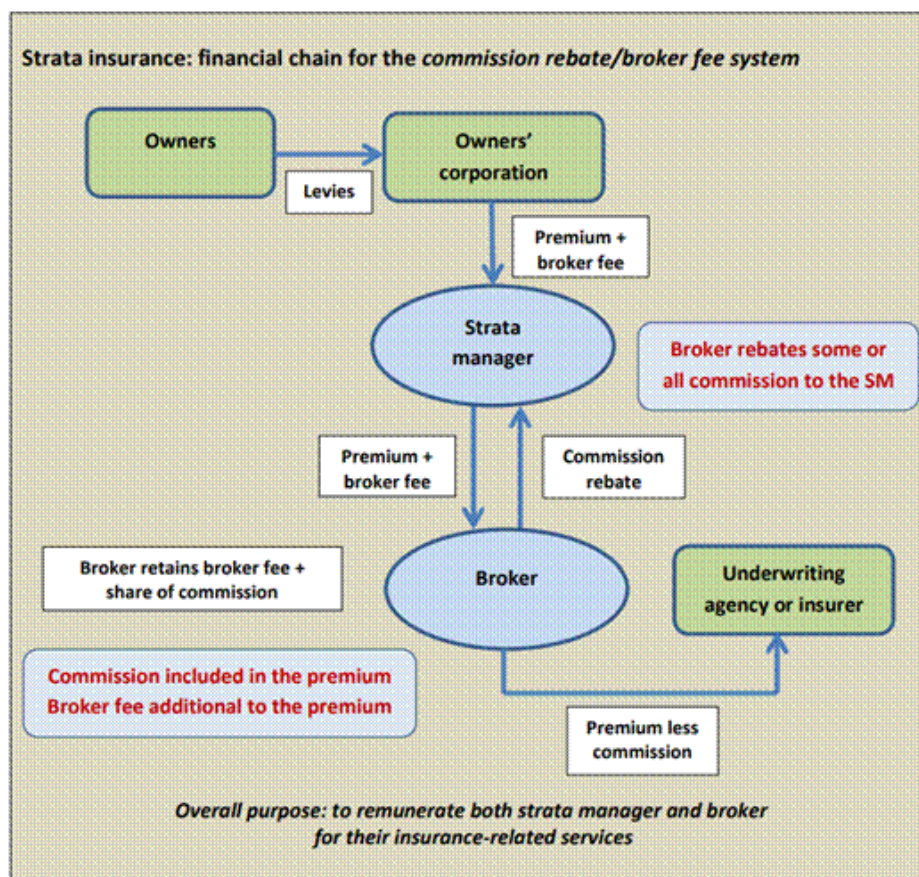 Strata insurance: financial chain for the commission rebate/broker fee system
Owners
Owners'
corporation
Levies
Premium +
broker fee
Strata
manager
Broker rebates some or
all commission to the SM
Premium +
broker fee
Commission
rebate
Broker retains broker fee +
share of commission
Broker
Underwriting
agency or insurer
Commission included in the premium
Broker fee additional to the premium
Premium less
commission
Overall purpose: to remunerate both strata manager and broker
for their insurance-related services